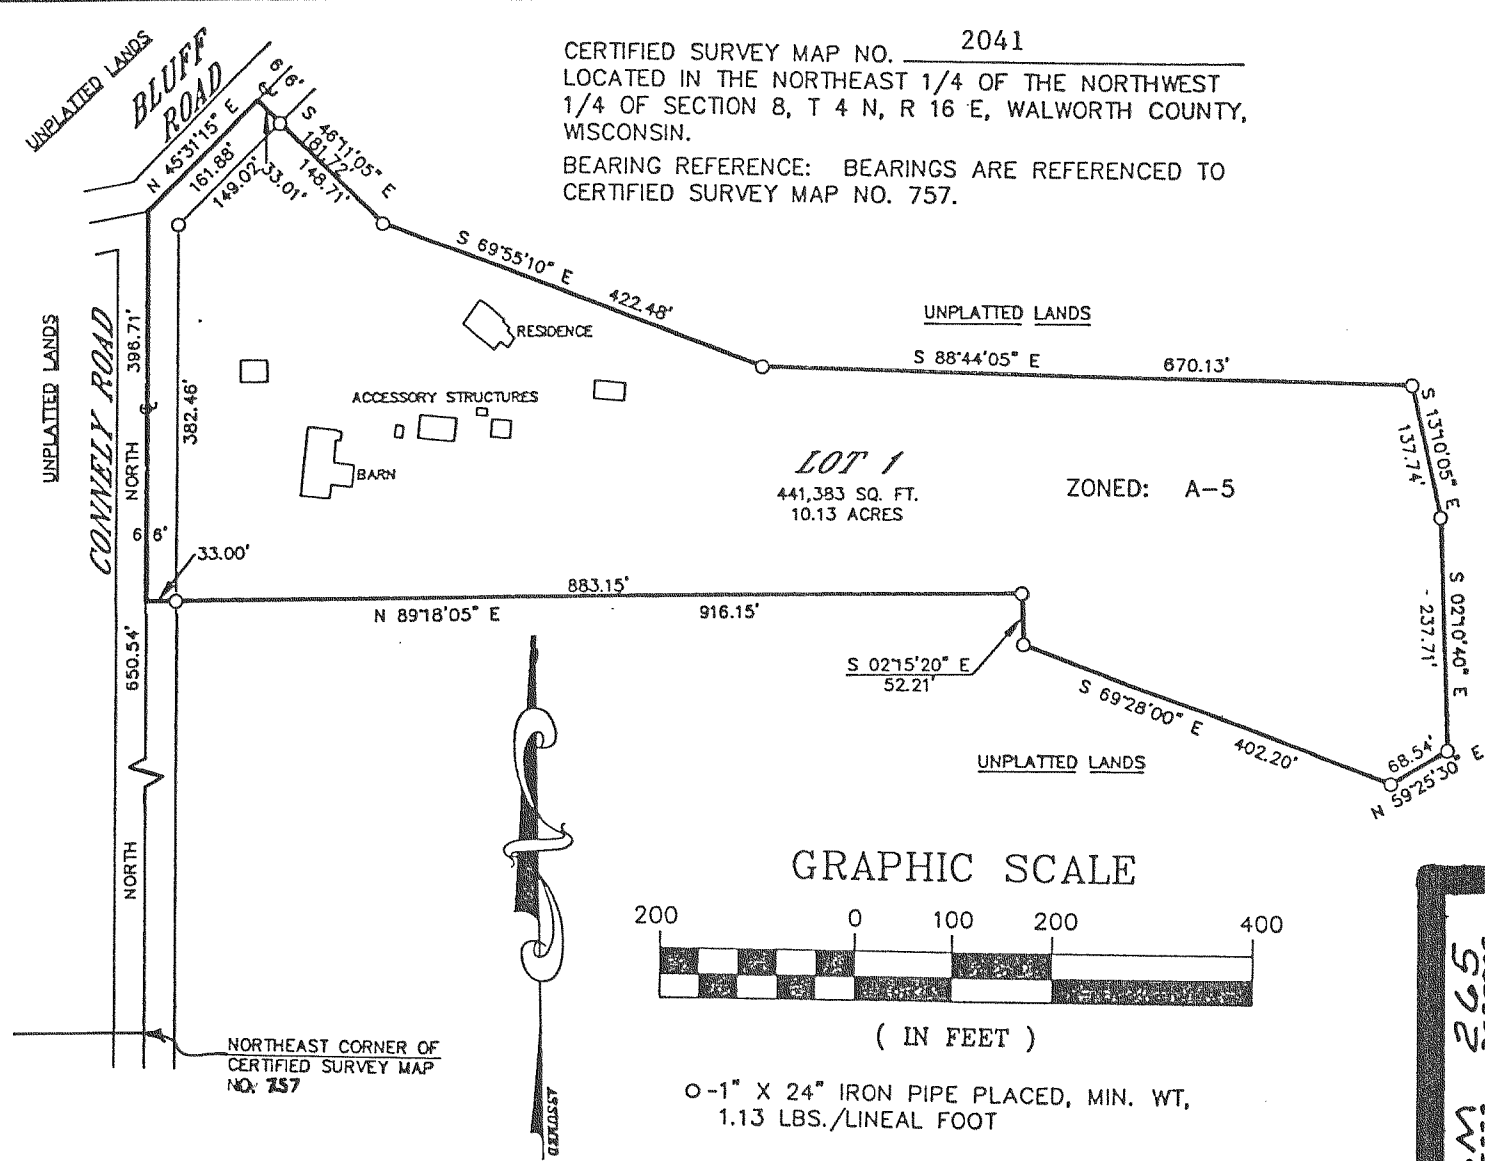 CERTIFIED SURVEY MAP NO. 2041
LOCATED IN THE NORTHEAST 1/4 OF THE NORTHWEST
1/4 OF SECTION 8, T 4 N, R 16 E, WALWORTH COUNTY,
WISCONSIN.
BEARING REFERENCE: BEARINGS ARE REFERENCED TO
CERTIFIED SURVEY MAP NO. 757.
UNPLATTED LANDS
BLUFF
ROAD
66'
N 45°31'15" E
161.88'
149.02'
33.01'
S 46°11'05" E
181.72'
148.71'
S 69°55'10" E
422.48'
UNPLATTED LANDS
S 88°44'05" E
670.13'
S 13°10'05" E
137.74'
S 02°10'40" E
237.71'
68.54'
N 59°25'30" E
S 69°28'00" E
402.20'
UNPLATTED LANDS
S 02°15'20" E
52.21'
883.15'
N 89°18'05" E
916.15'
33.00'
UNPLATTED LANDS
CONNELY ROAD
396.71'
NORTH
66'
382.46'
650.54'
NORTH
RESIDENCE
ACCESSORY STRUCTURES
BARN
LOT 1
441,383 SQ. FT.
10.13 ACRES
ZONED: A-5
GRAPHIC SCALE
200 0 100 200 400
( IN FEET )
O-1" X 24" IRON PIPE PLACED, MIN. WT,
1.13 LBS./LINEAL FOOT
NORTHEAST CORNER OF
CERTIFIED SURVEY MAP
NO. 757
ASSUMED
265